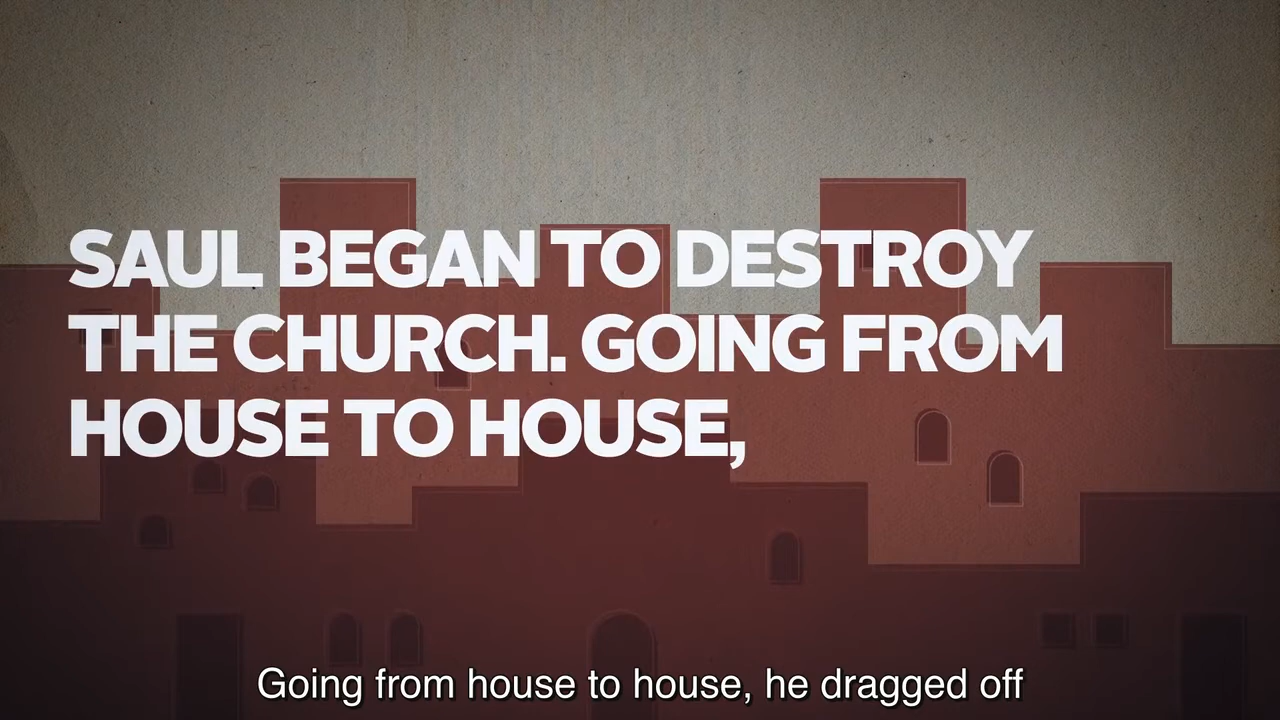 SAUL BEGAN TO DESTROY
THE CHURCH. GOING FROM
HOUSE TO HOUSE,
Going from house to house, he dragged off